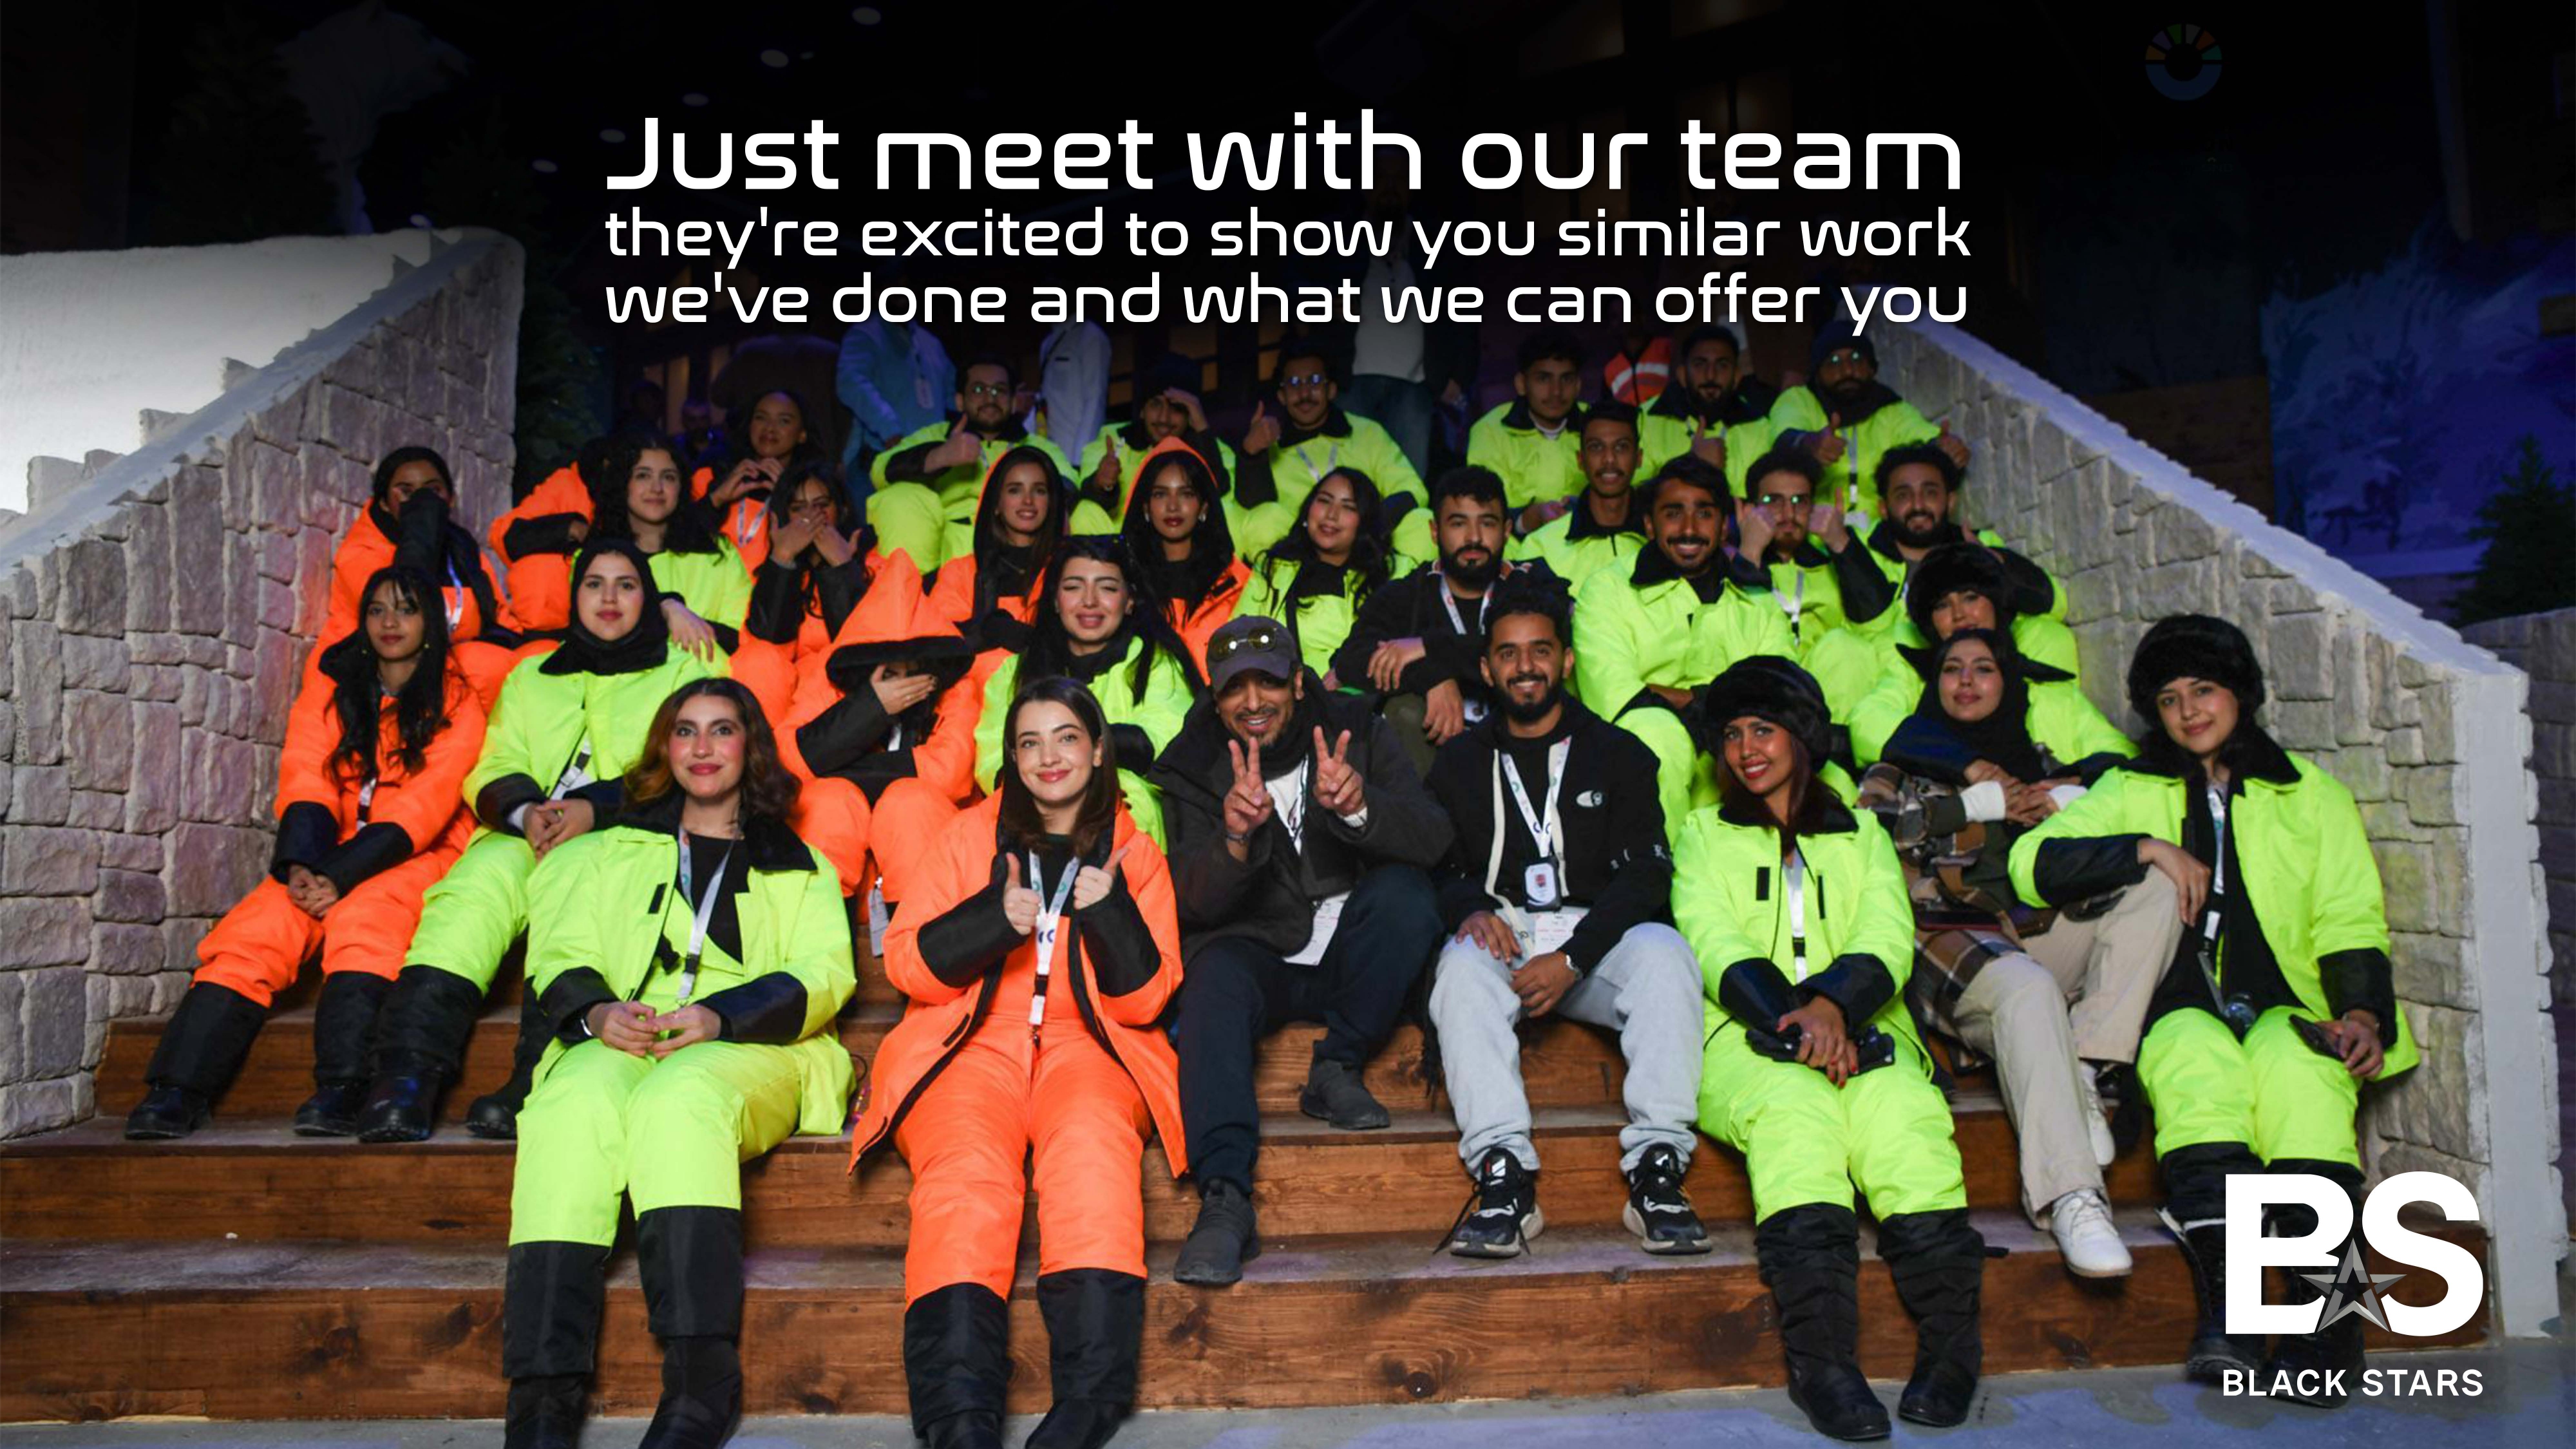 Just meet with our team
they're excited to show you similar work
we've done and what we can offer you
BS
BLACK STARS